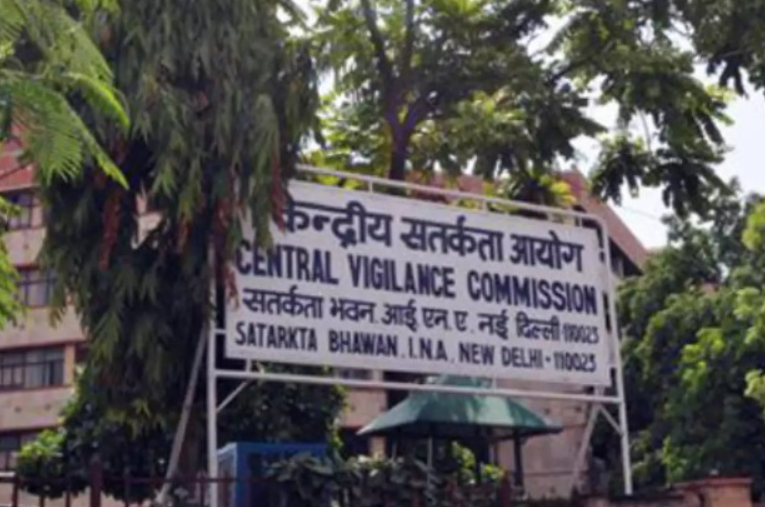 केन्द्रीय सतर्कता आयोग
CENTRAL VIGILANCE COMMISSION
सतर्कता भवन. आई एन. ए. नई दिल्ली 110023
SATARKTA BHAWAN. I.N.A. NEW DELHI - 110023